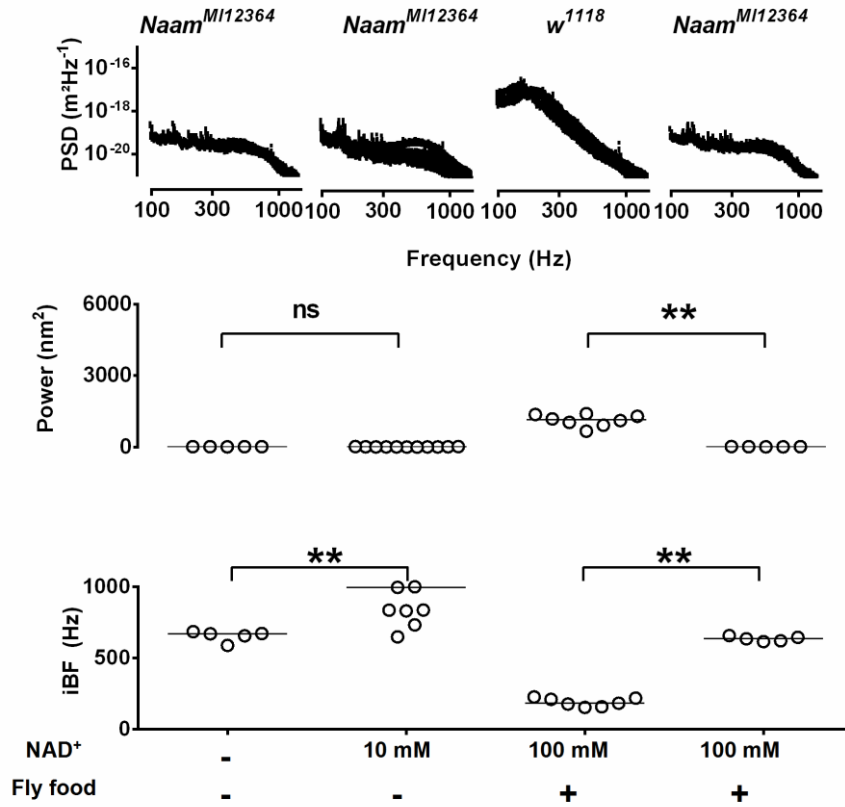 Naam^MI12364 Naam^MI12364 w^1118 Naam^MI12364
PSD (m²Hz⁻¹)
10⁻¹⁶
10⁻¹⁸
10⁻²⁰
100 300 1000 100 300 1000 100 300 1000 100 300 1000
Frequency (Hz)
Power (nm²)
6000
3000
0
ns **
iBF (Hz)
1000
500
0
** **
NAD⁺ - 10 mM 100 mM 100 mM
Fly food - - + +